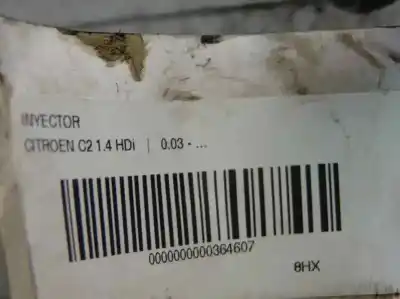 INYECTOR
CITROEN C2 1.4 HDi | 0.03 - ...
0000000000364607
8HX